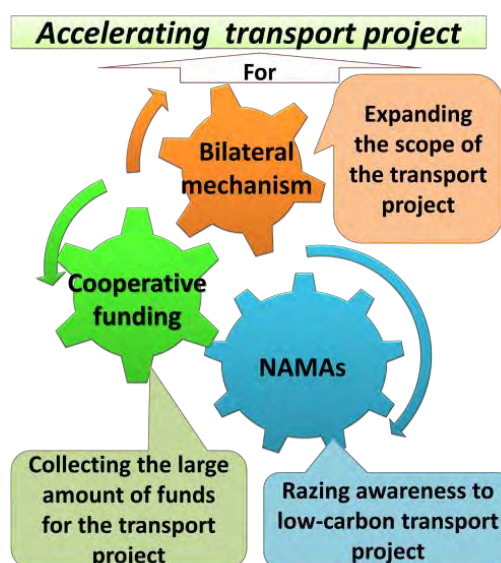 Accelerating transport project
For
Bilateral
mechanism
Expanding
the scope of
the transport
project
Cooperative
funding
NAMAs
Collecting the large
amount of funds
for the transport
project
Razing awareness to
low-carbon transport
project